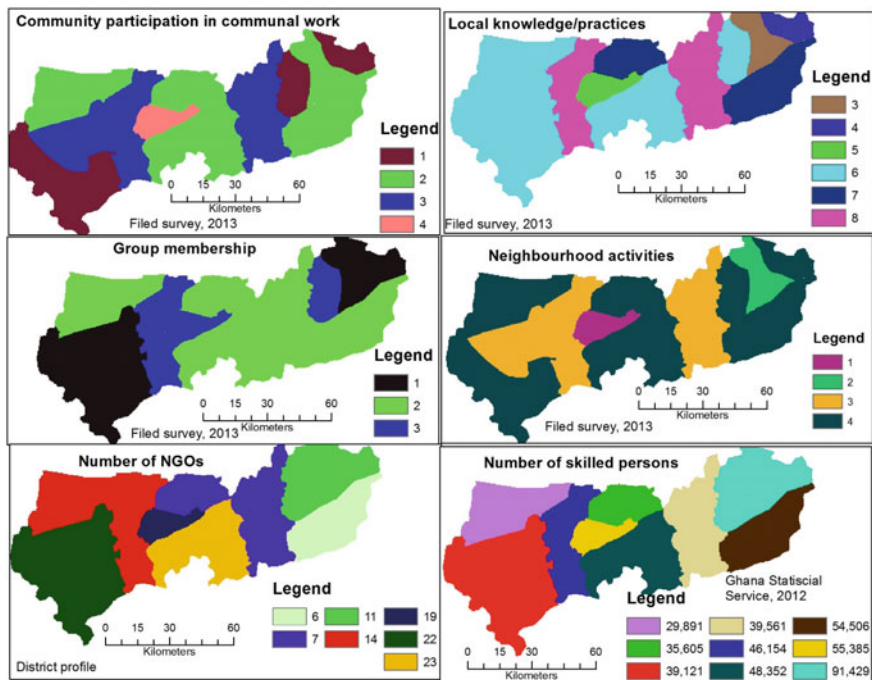 Community participation in communal work
Legend
1
2
3
4
0 15 30 60
Kilometers
Filed survey, 2013
Local knowledge/practices
Legend
3
4
5
6
7
8
0 15 30 60
Kilometers
Filed survey, 2013
Group membership
Legend
1
2
3
0 15 30 60
Kilometers
Filed survey, 2013
Neighbourhood activities
Legend
1
2
3
4
0 15 30 60
Kilometers
Filed survey, 2013
Number of NGOs
Legend
6 11 19
7 14 22
23
0 15 30 60
Kilometers
District profile
Number of skilled persons
Ghana Statiscial
Service, 2012
Legend
29,891 39,561 54,506
35,605 46,154 55,385
39,121 48,352 91,429
0 15 30 60
Kilometers